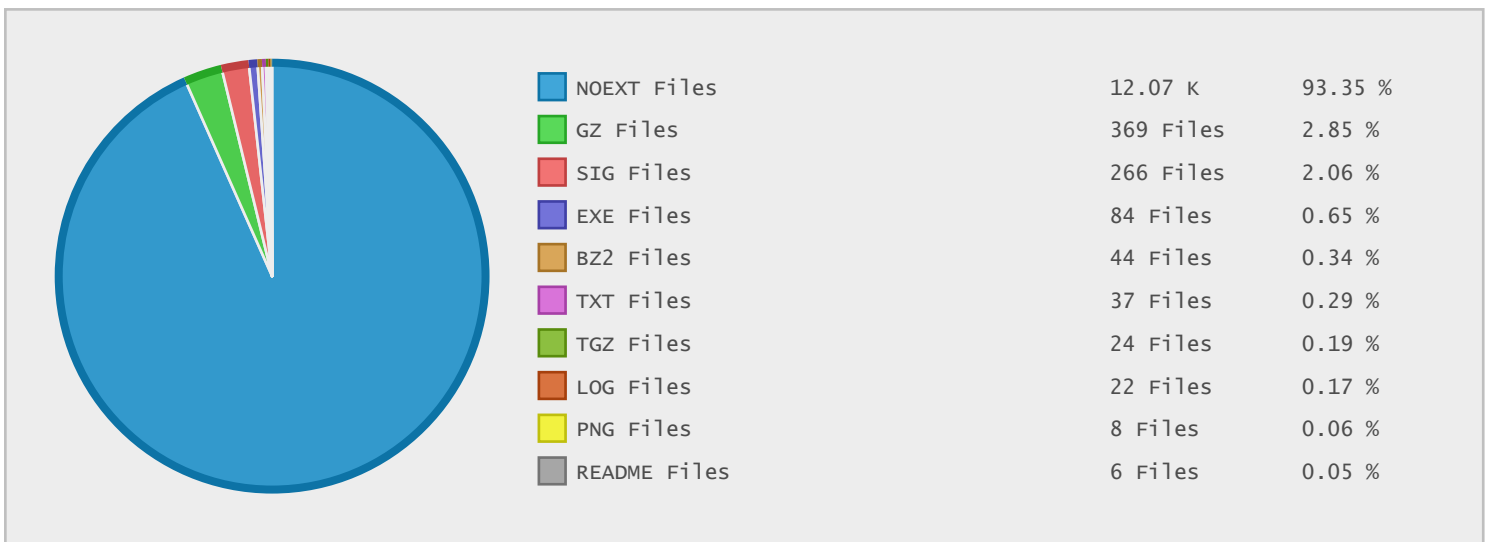 NOEXT Files 12.07 K 93.35 %
GZ Files 369 Files 2.85 %
SIG Files 266 Files 2.06 %
EXE Files 84 Files 0.65 %
BZ2 Files 44 Files 0.34 %
TXT Files 37 Files 0.29 %
TGZ Files 24 Files 0.19 %
LOG Files 22 Files 0.17 %
PNG Files 8 Files 0.06 %
README Files 6 Files 0.05 %